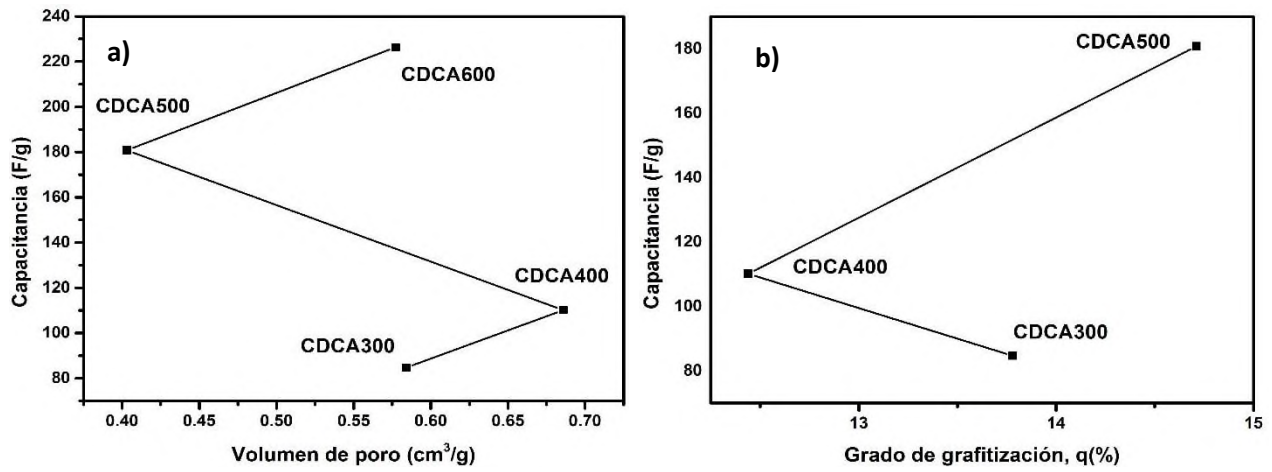 a)
240
220
200
180
160
140
120
100
80
Capacitancia (F/g)
CDCA600
CDCA500
CDCA400
CDCA300
0.40
0.45
0.50
0.55
0.60
0.65
0.70
Volumen de poro (cm³/g)
b)
180
160
140
120
100
80
Capacitancia (F/g)
CDCA500
CDCA400
CDCA300
13
14
15
Grado de grafitización, q(%)